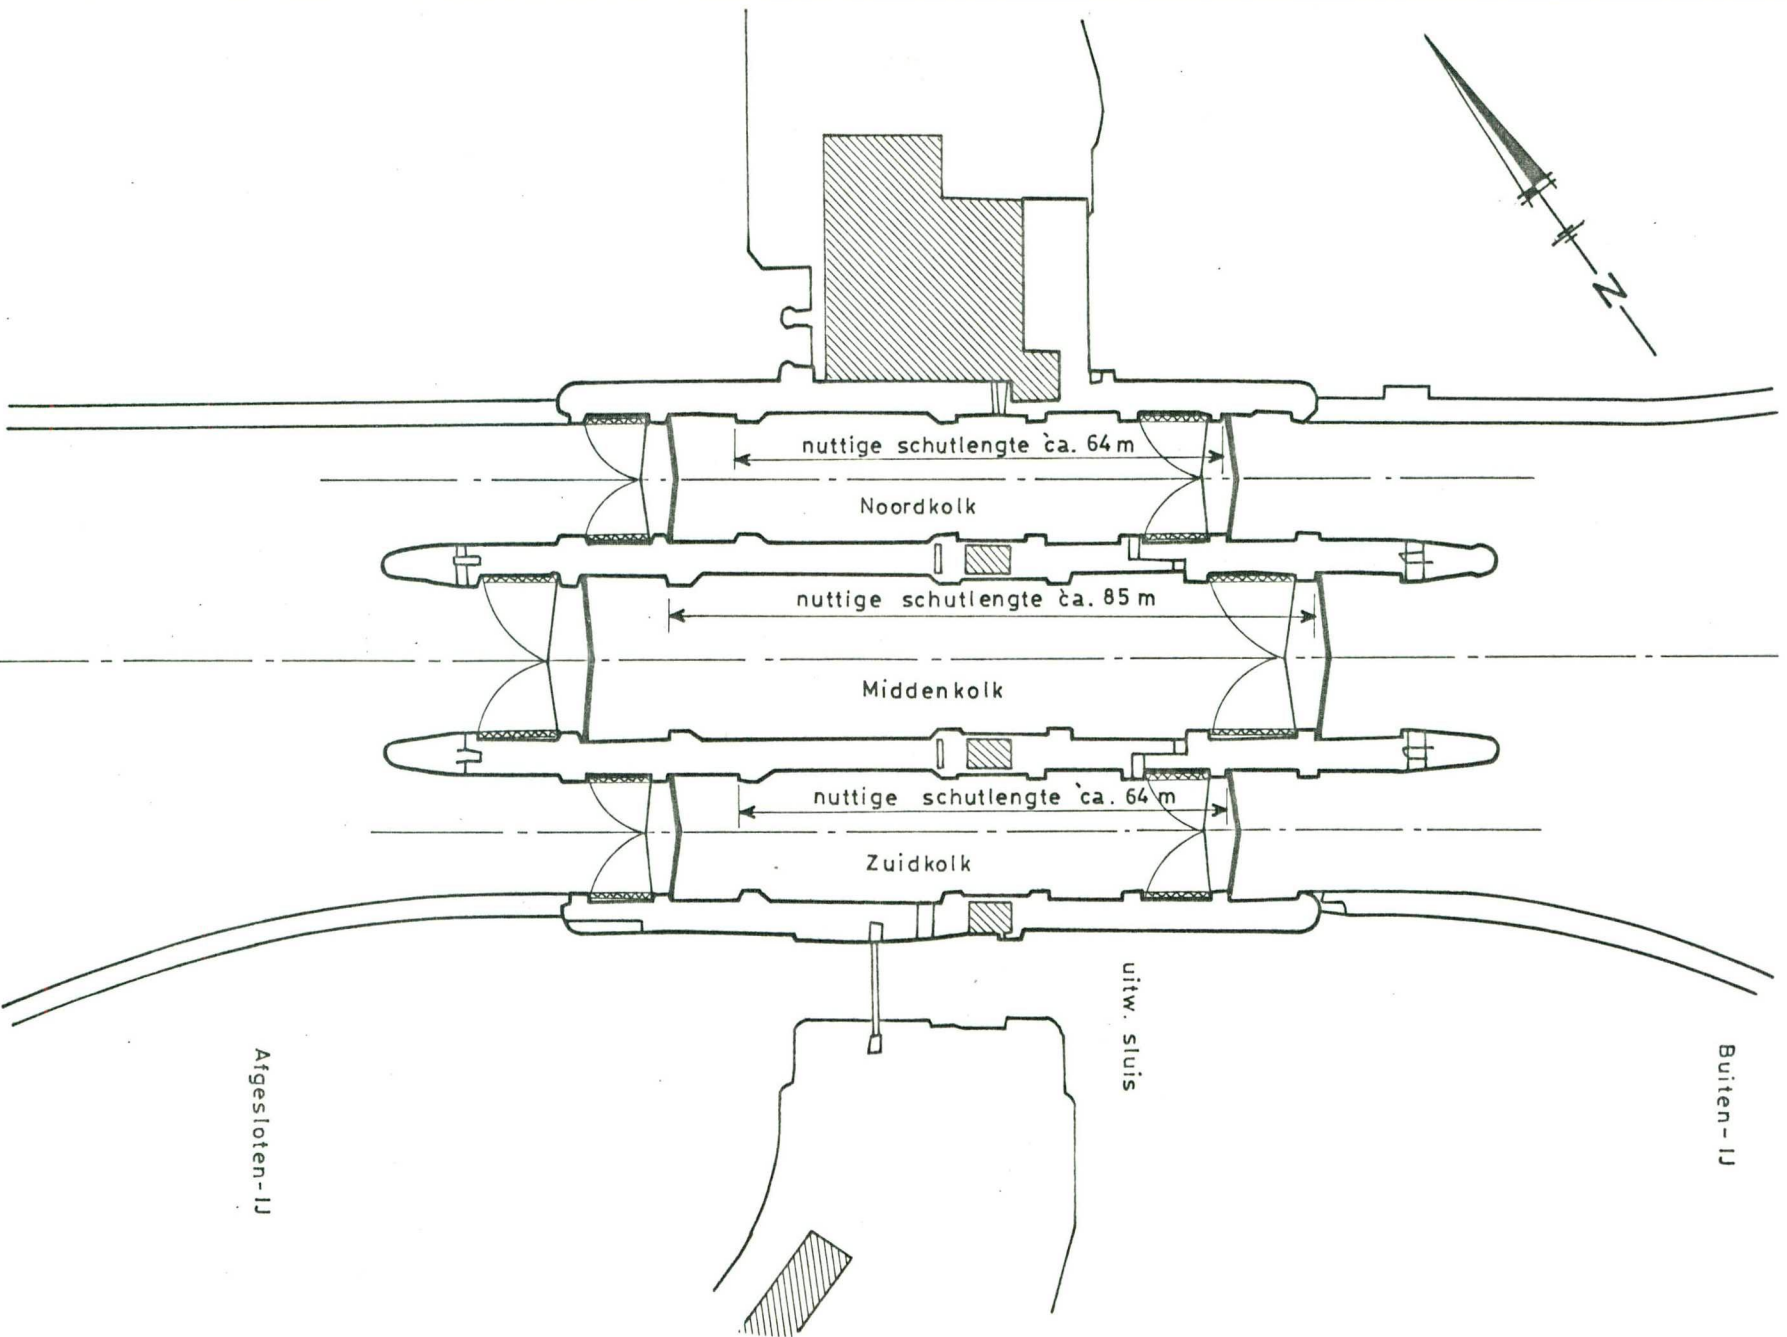 N
nuttige schutlengte ca. 64 m
Noordkolk
nuttige schutlengte ca. 85 m
Middenkolk
nuttige schutlengte ca. 64 m
Zuidkolk
uitw. sluis
Afgesloten-IJ
Buiten-IJ